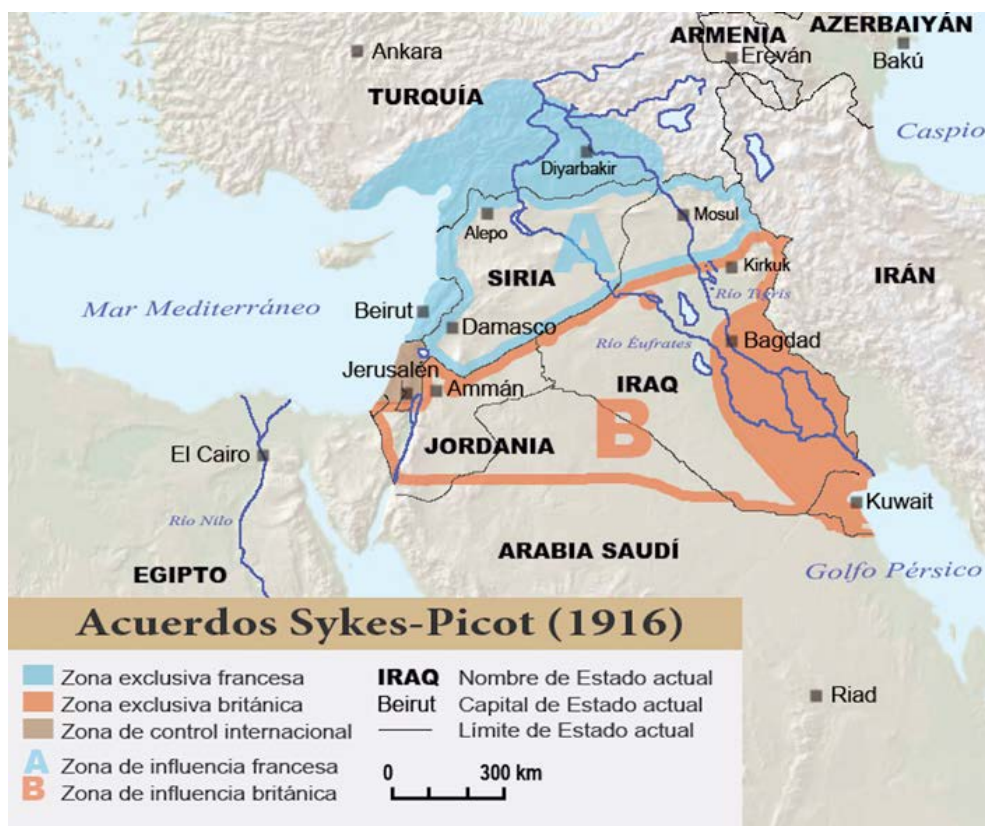 AZERBAIYÁN
ARMENIA
Ankara
Ereván
Bakú
TURQUÍA
Caspio
Diyarbakir
Alepo
A
Mosul
SIRIA
Kirkuk
IRÁN
Río Tigris
Mar Mediterráneo
Beirut
Damasco
Río Éufrates
Bagdad
Jerusalén
Ammán
IRAQ
B
JORDANIA
El Cairo
Kuwait
Río Nilo
ARABIA SAUDÍ
EGIPTO
Golfo Pérsico
Acuerdos Sykes-Picot (1916)
Zona exclusiva francesa
Zona exclusiva británica
Zona de control internacional
A Zona de influencia francesa
B Zona de influencia británica
IRAQ Nombre de Estado actual
Beirut Capital de Estado actual
Límite de Estado actual
0 300 km
Riad